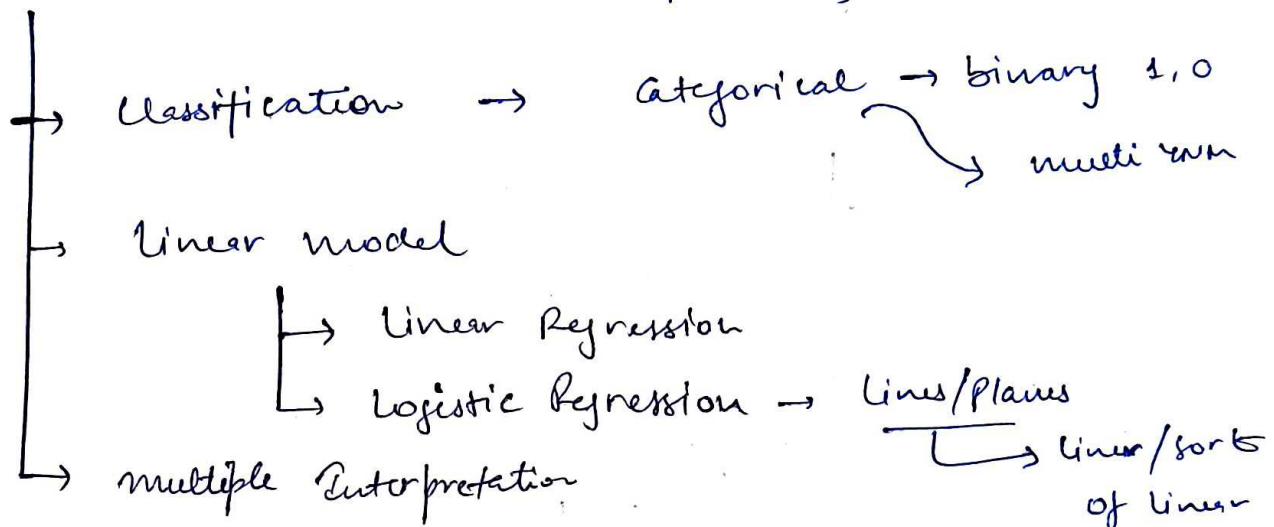 Classification → Categorical → binary 1,0
multi
Linear model
Linear Regression
Logistic Regression → Lines/Planes
linear/sort
of linear
multiple Interpretation